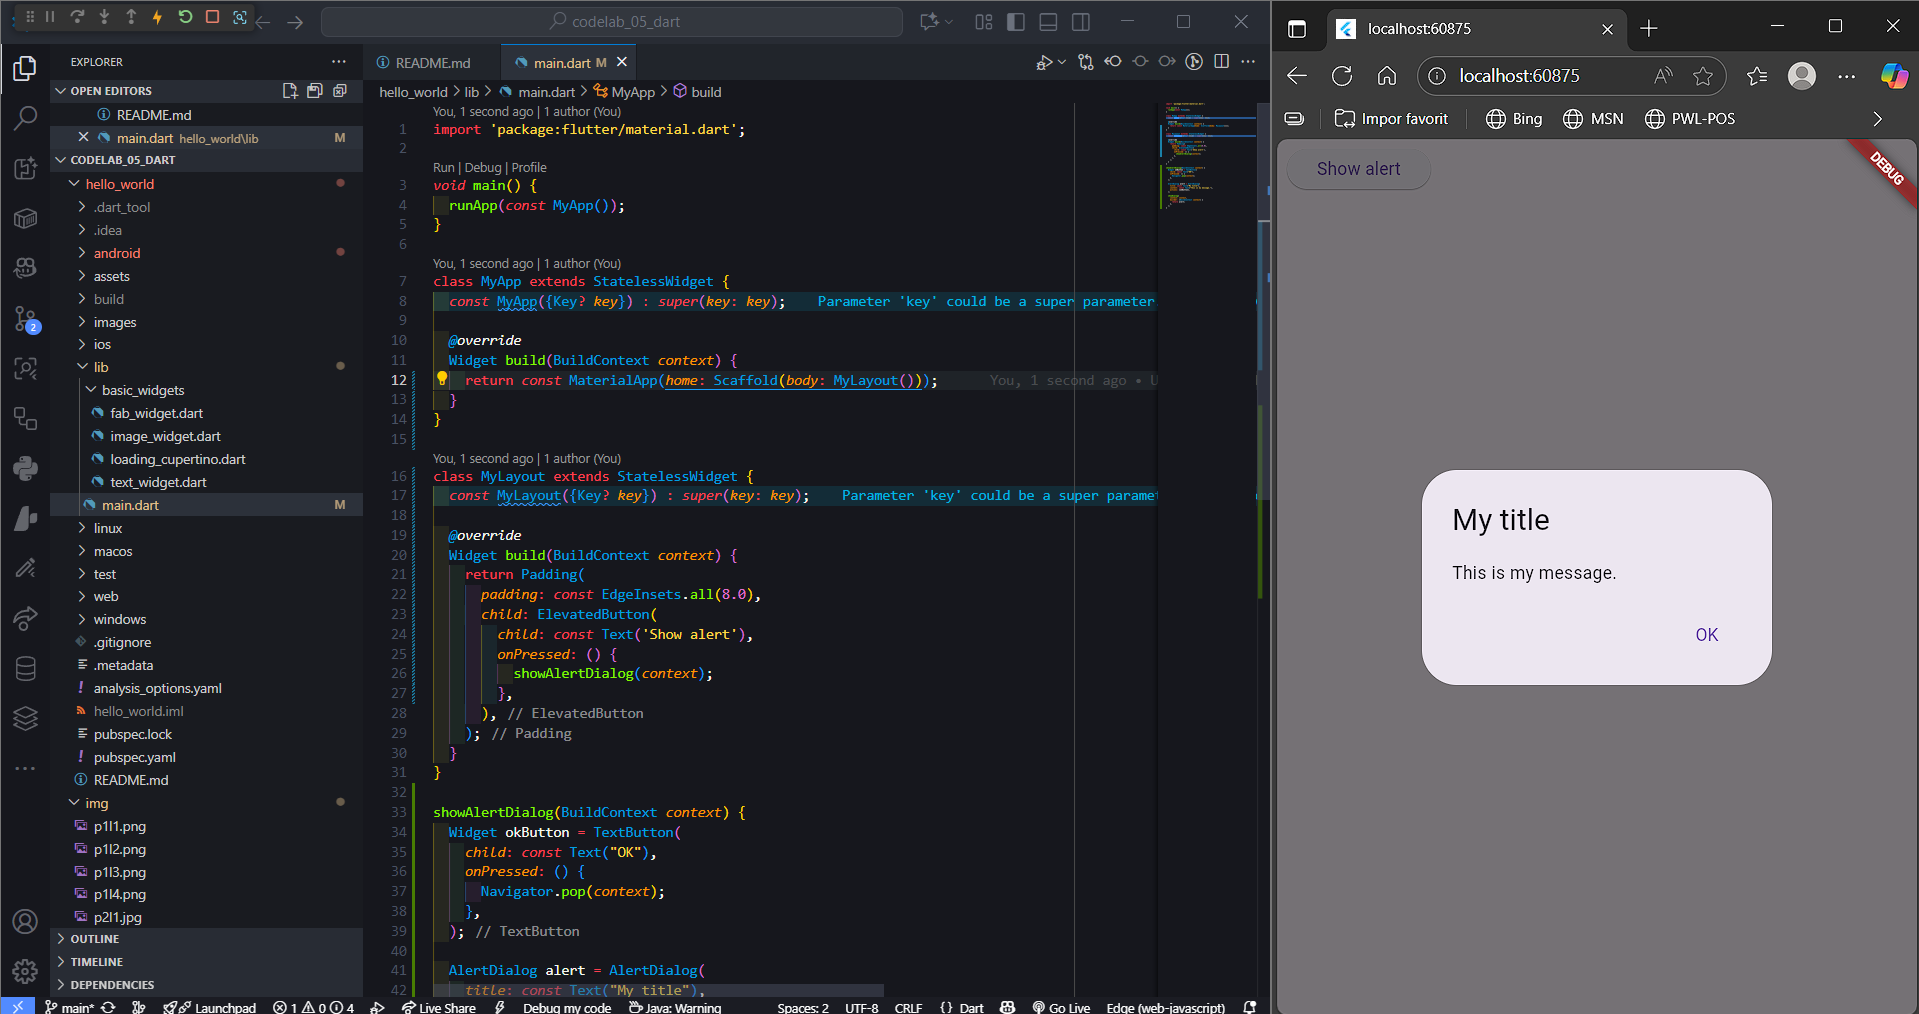 codelab_05_dart
EXPLORER
OPEN EDITORS
README.md
main.dart hello_world\lib M
CODELAB_05_DART
hello_world
.dart_tool
.idea
android
assets
build
images
ios
lib
basic_widgets
fab_widget.dart
image_widget.dart
loading_cupertino.dart
text_widget.dart
main.dart M
linux
macos
test
web
windows
.gitignore
.metadata
analysis_options.yaml
hello_world.iml
pubspec.lock
pubspec.yaml
README.md
img
p1l1.png
p1l2.png
p1l3.png
p1l4.png
p2l1.jpg
OUTLINE
TIMELINE
DEPENDENCIES
2
README.md
main.dart M
hello_world > lib > main.dart > MyApp > build
You, 1 second ago | 1 author (You)
1 import 'package:flutter/material.dart';
2
Run | Debug | Profile
3 void main() {
4 runApp(const MyApp());
5 }
6
You, 1 second ago | 1 author (You)
7 class MyApp extends StatelessWidget {
8 const MyApp({Key? key}) : super(key: key); Parameter 'key' could be a super parameter
9
10 @override
11 Widget build(BuildContext context) {
12 return const MaterialApp(home: Scaffold(body: MyLayout())); You, 1 second ago • U
13 }
14 }
15
You, 1 second ago | 1 author (You)
16 class MyLayout extends StatelessWidget {
17 const MyLayout({Key? key}) : super(key: key); Parameter 'key' could be a super parame
18
19 @override
20 Widget build(BuildContext context) {
21 return Padding(
22 padding: const EdgeInsets.all(8.0),
23 child: ElevatedButton(
24 child: const Text('Show alert'),
25 onPressed: () {
26 showAlertDialog(context);
27 },
28 ), // ElevatedButton
29 ); // Padding
30 }
31 }
32
33 showAlertDialog(BuildContext context) {
34 Widget okButton = TextButton(
35 child: const Text("OK"),
36 onPressed: () {
37 Navigator.pop(context);
38 },
39 ); // TextButton
40
41 AlertDialog alert = AlertDialog(
42 title: const Text("My title"),
main* Launchpad 1 0 4 Live Share Debug my code Java: Warning Spaces: 2 UTF-8 CRLF {} Dart Go Live Edge (web-javascript)
localhost:60875
localhost:60875
Impor favorit Bing MSN PWL-POS
Show alert
DEBUG
My title
This is my message.
OK